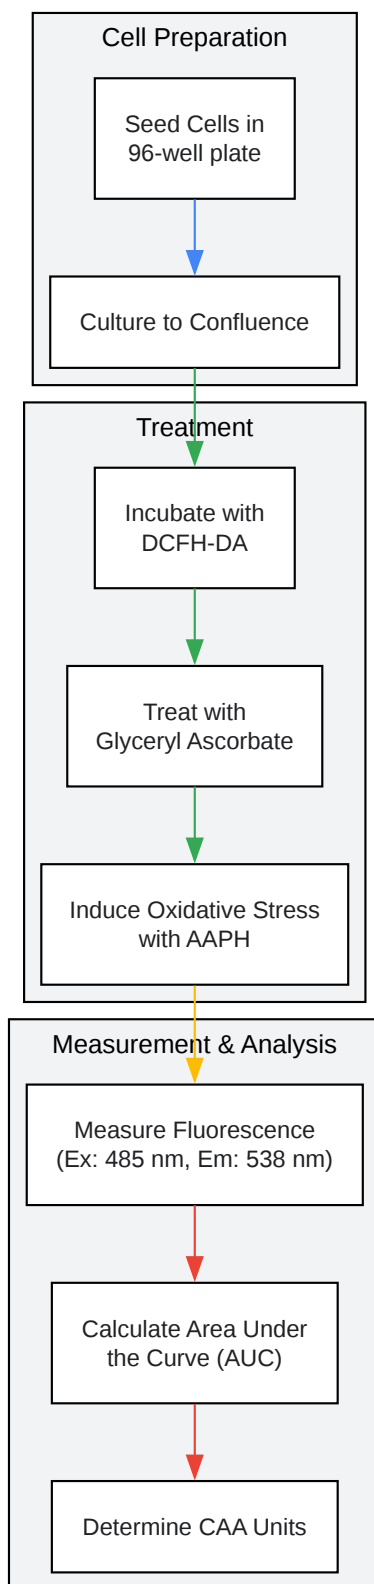 Cell Preparation
Seed Cells in
96-well plate
Culture to Confluence
Treatment
Incubate with
DCFH-DA
Treat with
Glyceryl Ascorbate
Induce Oxidative Stress
with AAPH
Measurement & Analysis
Measure Fluorescence
(Ex: 485 nm, Em: 538 nm)
Calculate Area Under
the Curve (AUC)
Determine CAA Units